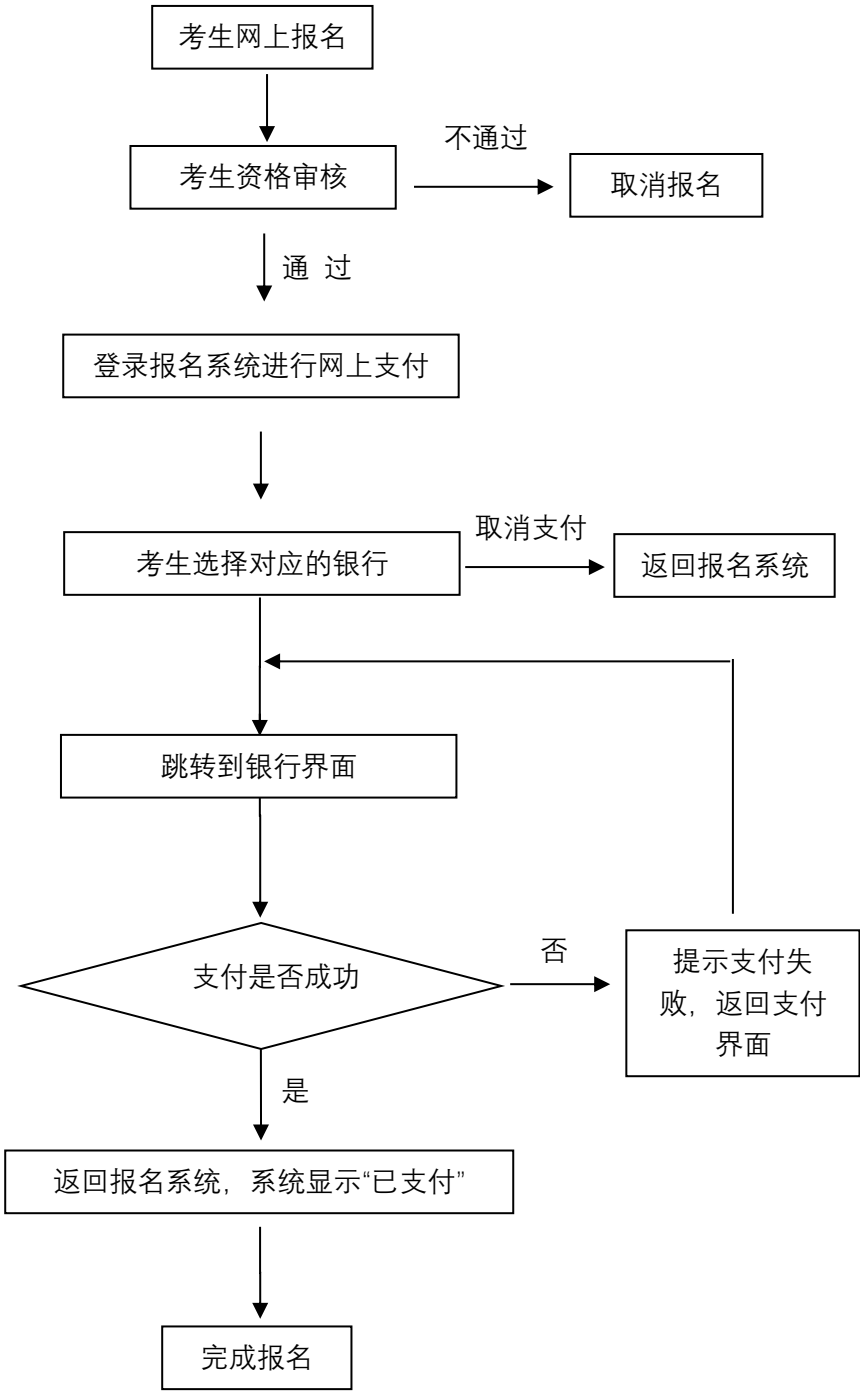 考生网上报名
不通过
考生资格审核
取消报名
通 过
登录报名系统进行网上支付
取消支付
考生选择对应的银行
返回报名系统
跳转到银行界面
支付是否成功
否
提示支付失
败，返回支付
界面
是
返回报名系统，系统显示“已支付”
完成报名